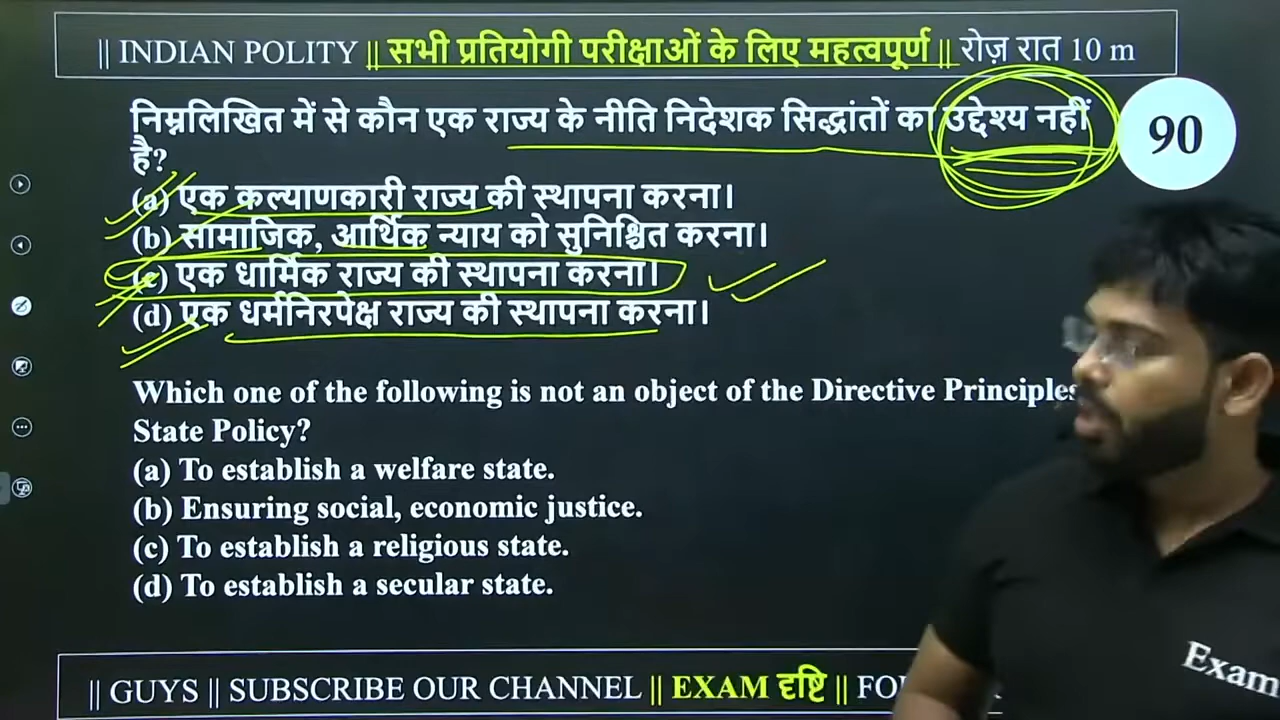 || INDIAN POLITY || सभी प्रतियोगी परीक्षाओं के लिए महत्वपूर्ण || रोज़ रात 10 m
निम्नलिखित में से कौन एक राज्य के नीति निदेशक सिद्धांतों का उद्देश्य नहीं
है?
90
(a) एक कल्याणकारी राज्य की स्थापना करना।
(b) सामाजिक, आर्थिक न्याय को सुनिश्चित करना।
(c) एक धार्मिक राज्य की स्थापना करना।
(d) एक धर्मनिरपेक्ष राज्य की स्थापना करना।
Which one of the following is not an object of the Directive Principles
State Policy?
(a) To establish a welfare state.
(b) Ensuring social, economic justice.
(c) To establish a religious state.
(d) To establish a secular state.
|| GUYS || SUBSCRIBE OUR CHANNEL || EXAM दृष्टि ||
Exam